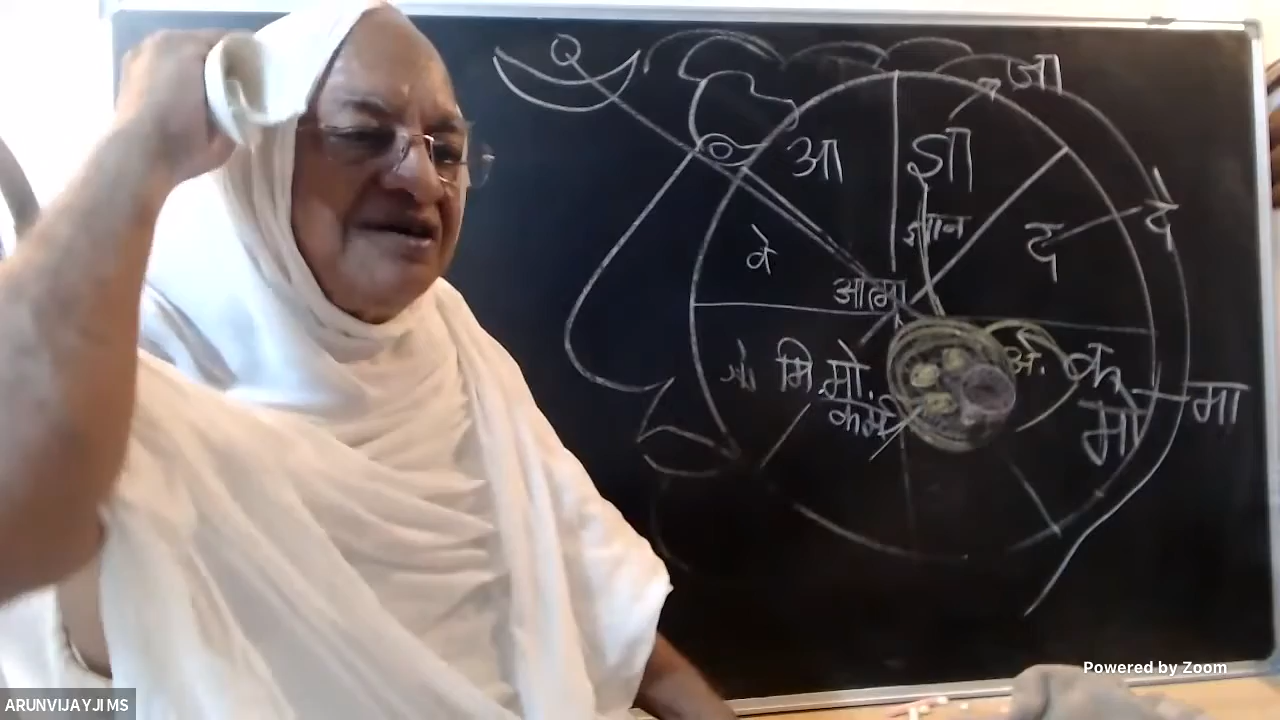 जा
आ
ज्ञा
ज्ञान
द
दे
वे
आत्मा
मि.
मो.
अं.
क
कर्म
मो
मा
Powered by Zoom
ARUNVIJAYJI MS